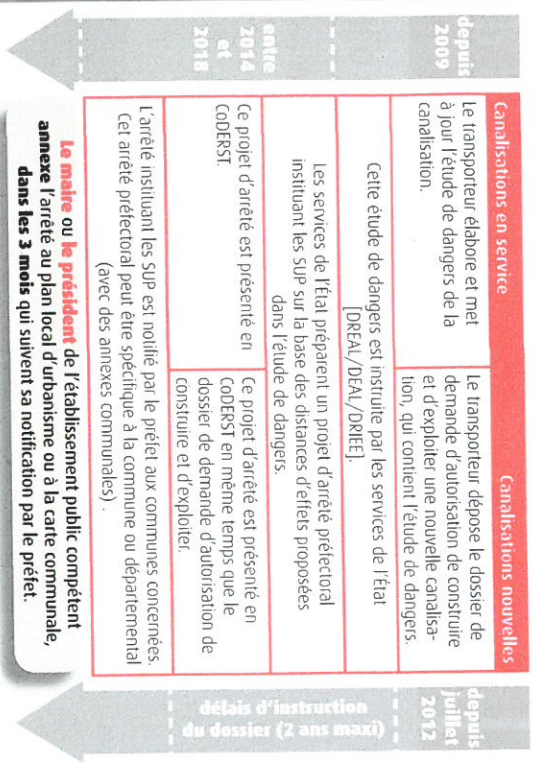 depuis
2009
entre
2014
et
2018
Canalisations en service
Canalisations nouvelles
Le transporteur élabore et met
à jour l'étude de dangers de la
canalisation.
Le transporteur dépose le dossier de
demande d'autorisation de construire
et d'exploiter une nouvelle canalisa-
tion, qui contient l'étude de dangers.
Cette étude de dangers est instruite par les services de l'État
[DREAL/DEAL/DRIEE].
Les services de l'État préparent un projet d'arrêté préfectoral
instituant les SUP sur la base des distances d'effets proposées
dans l'étude de dangers.
Ce projet d'arrêté est présenté en
CoDERST.
Ce projet d'arrêté est présenté en
CoDERST en même temps que le
dossier de demande d'autorisation de
construire et d'exploiter.
L'arrêté instituant les SUP est notifié par le préfet aux communes concernées.
Cet arrêté préfectoral peut être spécifique à la commune ou départemental
(avec des annexes communales) .
depuis
juillet
2012
délais d'instruction
du dossier (2 ans maxi)
Le maire ou le président de l'établissement public compétent
annexe l'arrêté au plan local d'urbanisme ou à la carte communale,
dans les 3 mois qui suivent sa notification par le préfet.